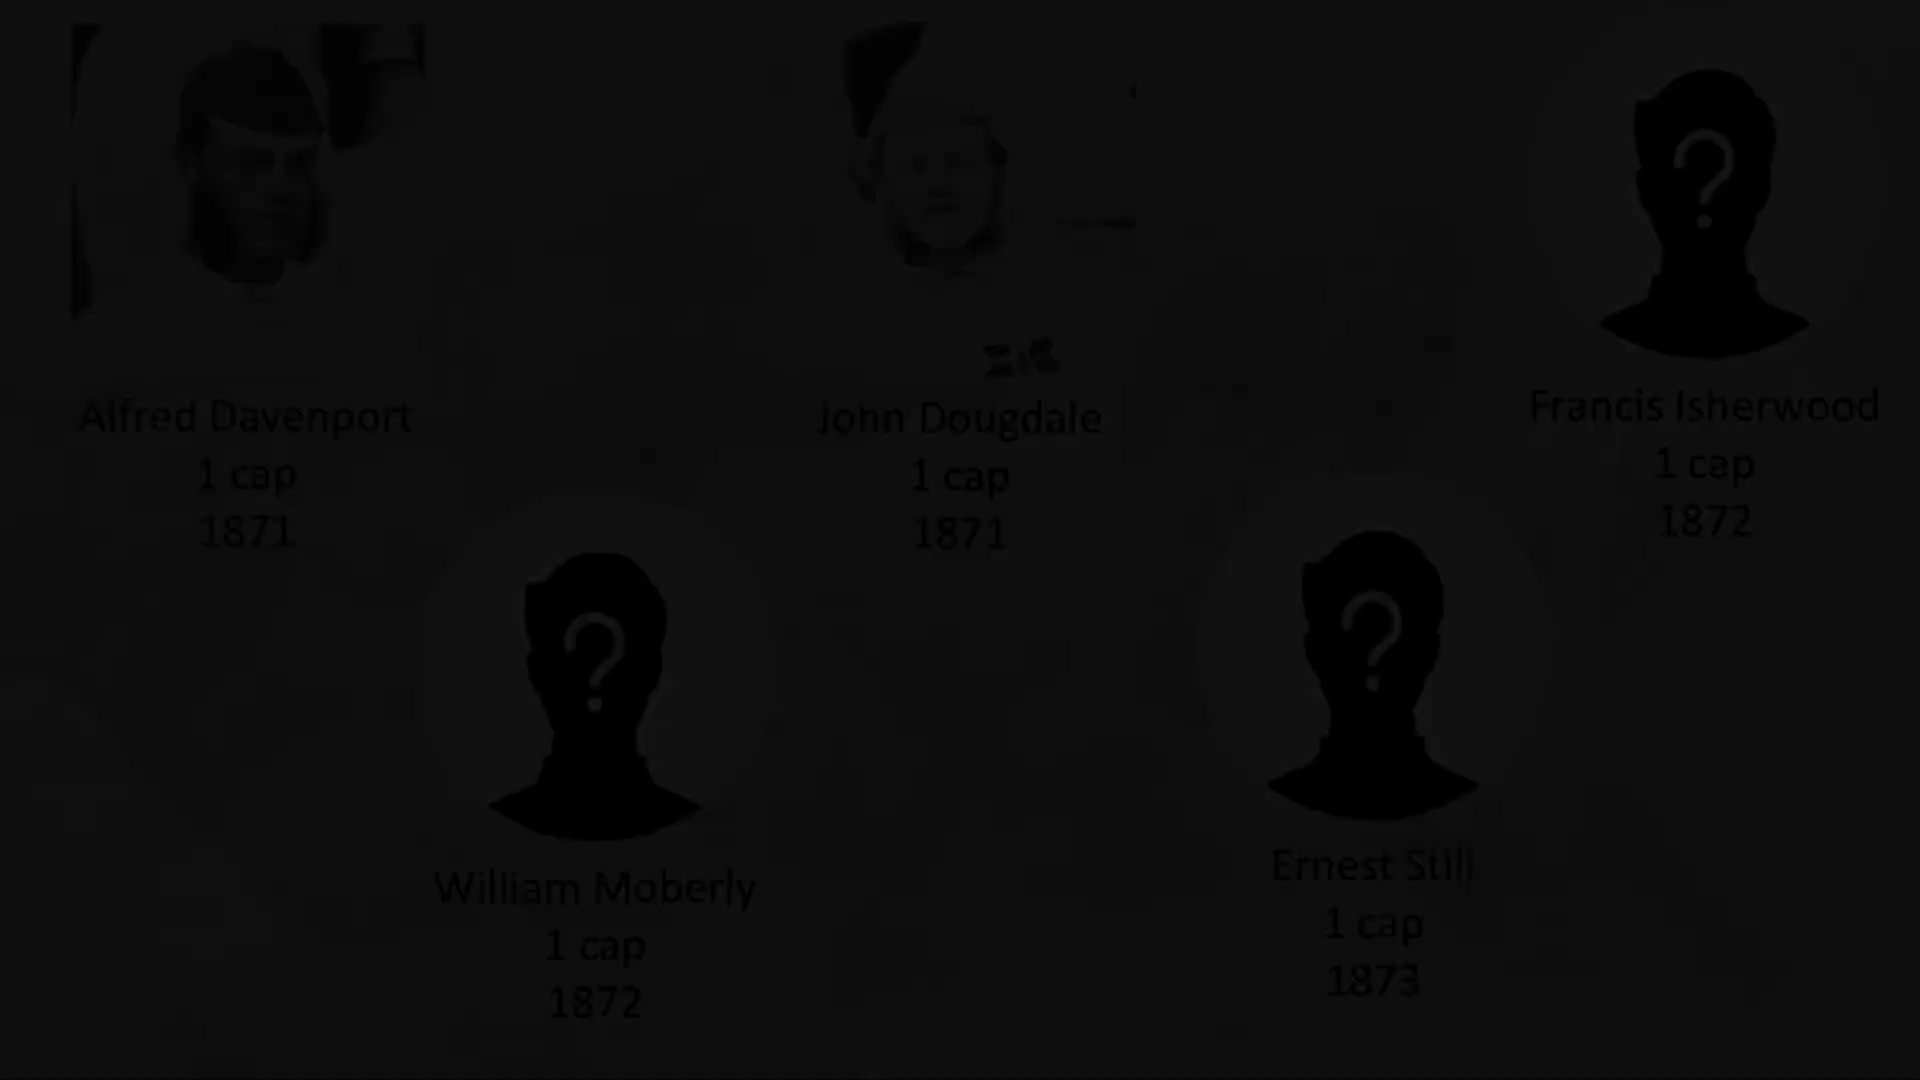 Alfred Davenport
1 cap
1871
John Dougdale
1 cap
1871
Francis Isherwood
1 cap
1872
?
William Moberly
1 cap
1872
?
Ernest Still
1 cap
1873
?